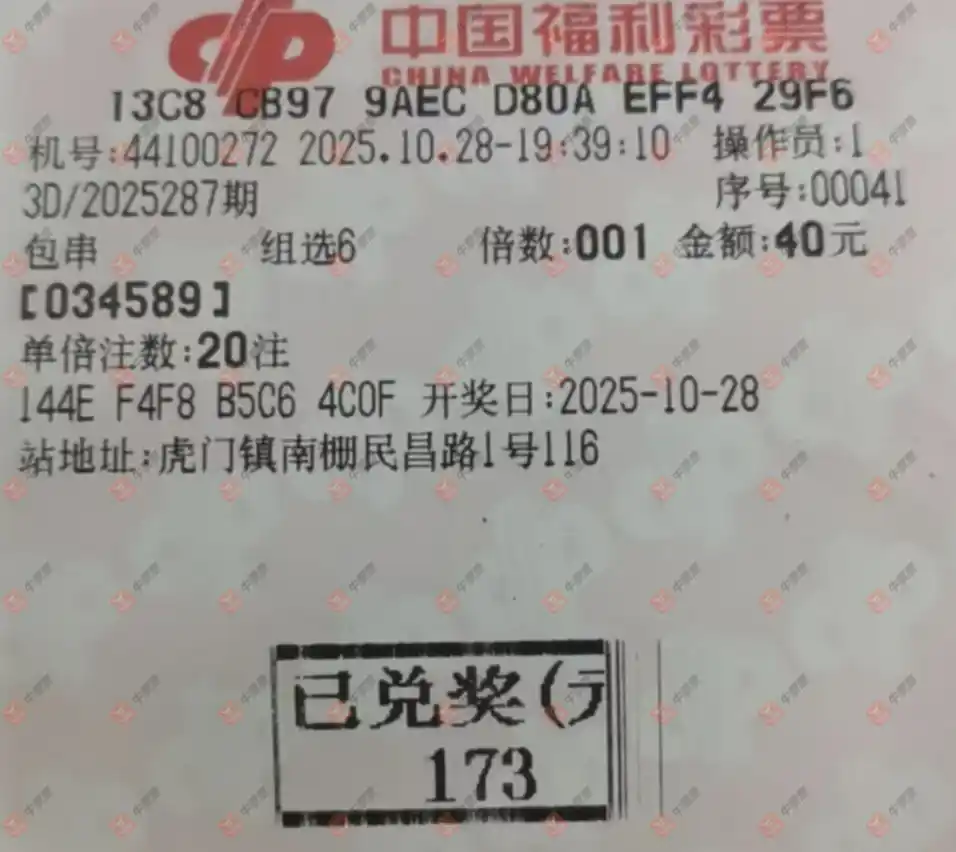 中国福利彩票
CHINA WELFARE LOTTERY
13C8 CB97 9AEC D80A EFF4 29F6
机号:44100272 2025.10.28-19:39:10 操作员:1
3D/2025287期 序号:00041
包串 组选6 倍数:001 金额:40元
[034589]
单倍注数:20注
144E F4F8 B5C6 4C0F 开奖日:2025-10-28
站地址:虎门镇南栅民昌路1号116
已兑奖(元
173